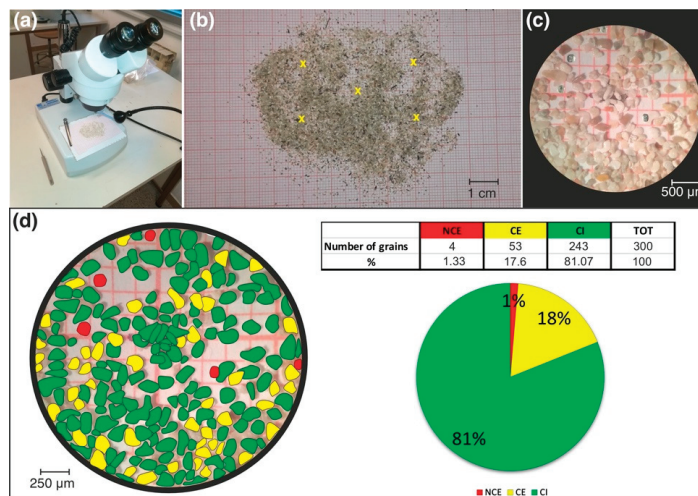 (a)
(b)
x x
x
x x
1 cm
(c)
500 µm
(d)
250 µm
NCE CE CI TOT
Number of grains 4 53 243 300
% 1.33 17.6 81.07 100
1%
18%
81%
NCE CE CI